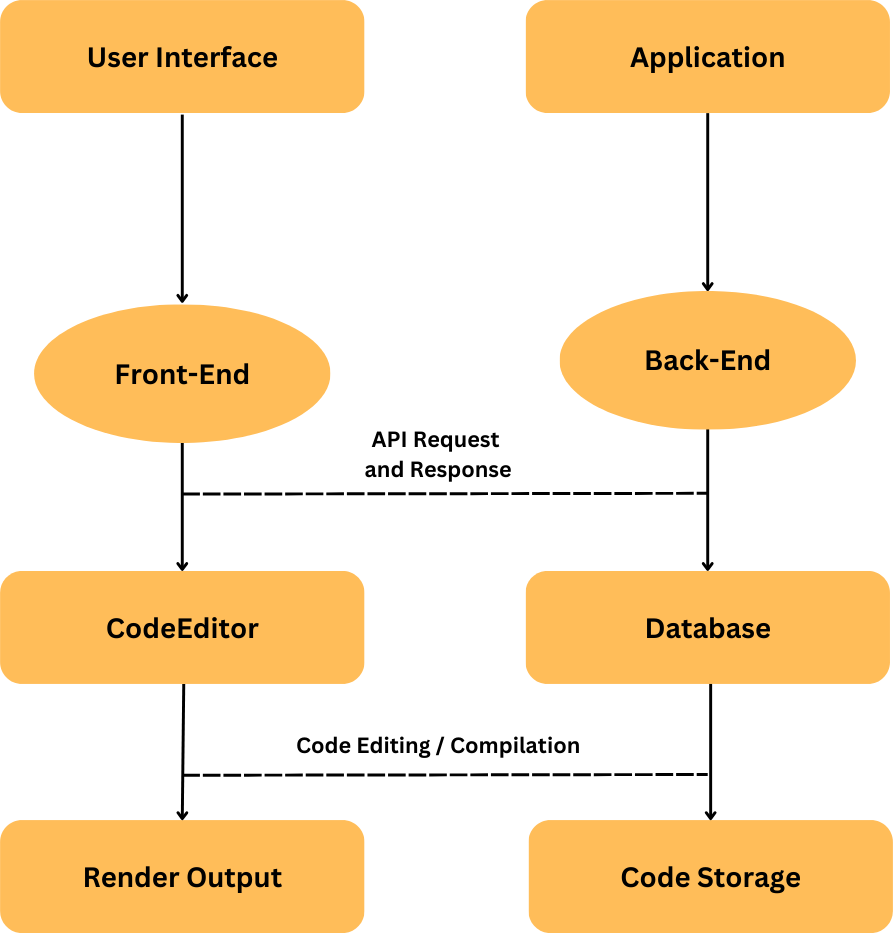 User Interface
Application
Front-End
Back-End
API Request
and Response
CodeEditor
Database
Code Editing / Compilation
Render Output
Code Storage